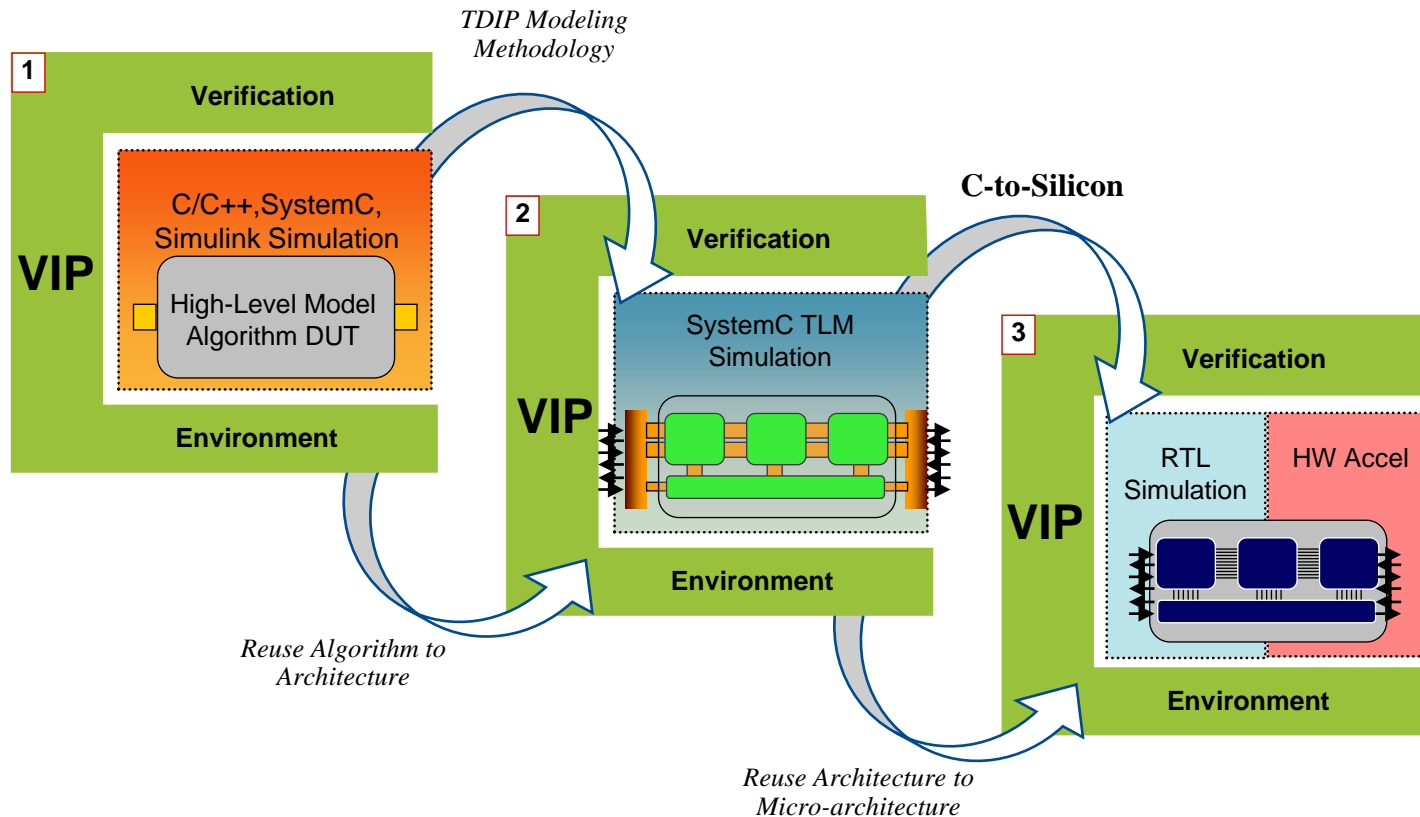 TDIP Modeling
Methodology
1
Verification
C/C++,SystemC,
Simulink Simulation
VIP
High-Level Model
Algorithm DUT
Environment
Reuse Algorithm to
Architecture
C-to-Silicon
2
Verification
SystemC TLM
Simulation
VIP
Environment
Reuse Architecture to
Micro-architecture
3
Verification
RTL
Simulation
HW Accel
VIP
Environment